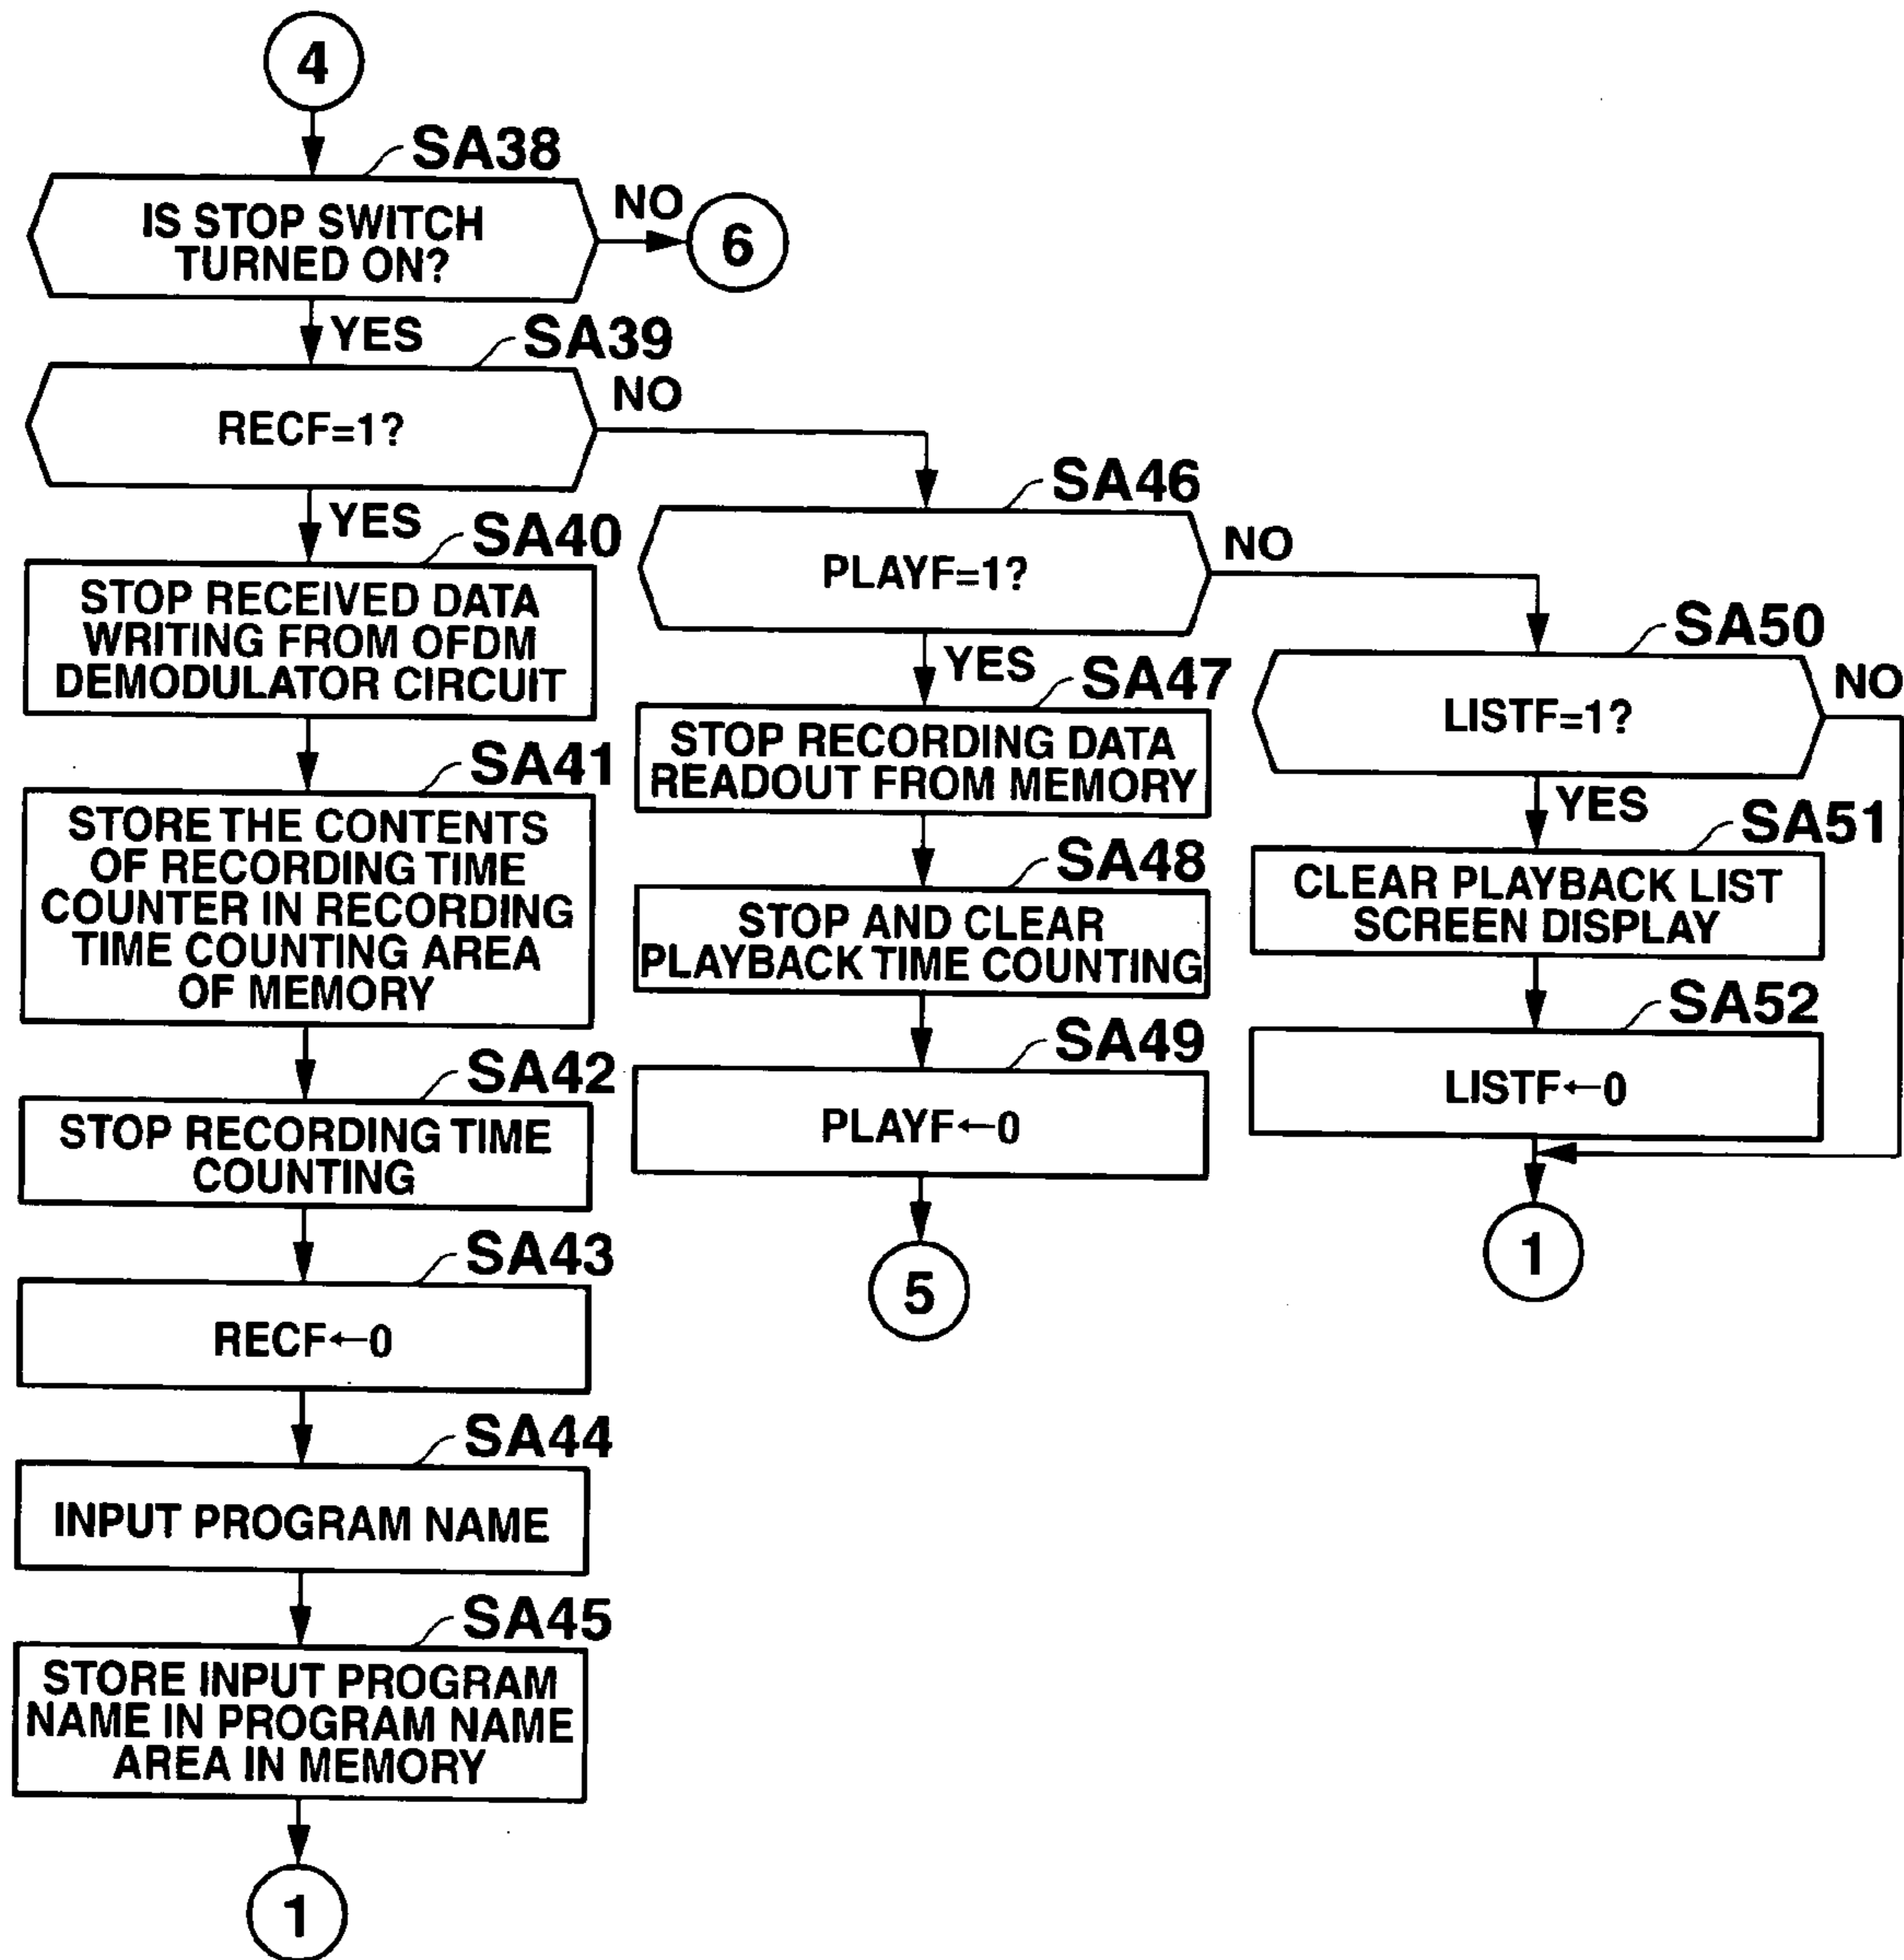 4
SA38
IS STOP SWITCH
TURNED ON?
NO
6
YES
SA39
RECF=1?
NO
YES
SA40
STOP RECEIVED DATA
WRITING FROM OFDM
DEMODULATOR CIRCUIT
SA41
STORE THE CONTENTS
OF RECORDING TIME
COUNTER IN RECORDING
TIME COUNTING AREA
OF MEMORY
SA42
STOP RECORDING TIME
COUNTING
SA43
RECF←0
SA44
INPUT PROGRAM NAME
SA45
STORE INPUT PROGRAM
NAME IN PROGRAM NAME
AREA IN MEMORY
1
SA46
PLAYF=1?
NO
YES
SA47
STOP RECORDING DATA
READOUT FROM MEMORY
SA48
STOP AND CLEAR
PLAYBACK TIME COUNTING
SA49
PLAYF←0
5
SA50
LISTF=1?
NO
YES
SA51
CLEAR PLAYBACK LIST
SCREEN DISPLAY
SA52
LISTF←0
1